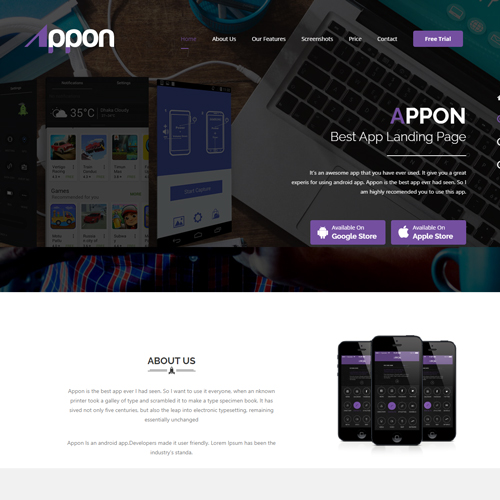 Appon
Home About Us Our Features Screenshots Price Contact Free Trial
35°C
Games
Start Caption
APPON
Best App Landing Page
It's an awesome app that you have ever used. It give you a great
experis for using android app. Appon is the best app ever had seen. So I
am highly recomended you to use this app.
Available On
Google Store
Available On
Apple Store
ABOUT US
Appon is the best app ever I had seen. So I want to use it everyone. when an nknown
printer took a galley of type and scrambled it to make a type specimen book. It has
sived not only five centuries, but also the leap into electronic typesetting, remaining
essentially unchanged
Appon Is an android app.Developers made it user friendly. Lorem Ipsum has been the
industry's standa.